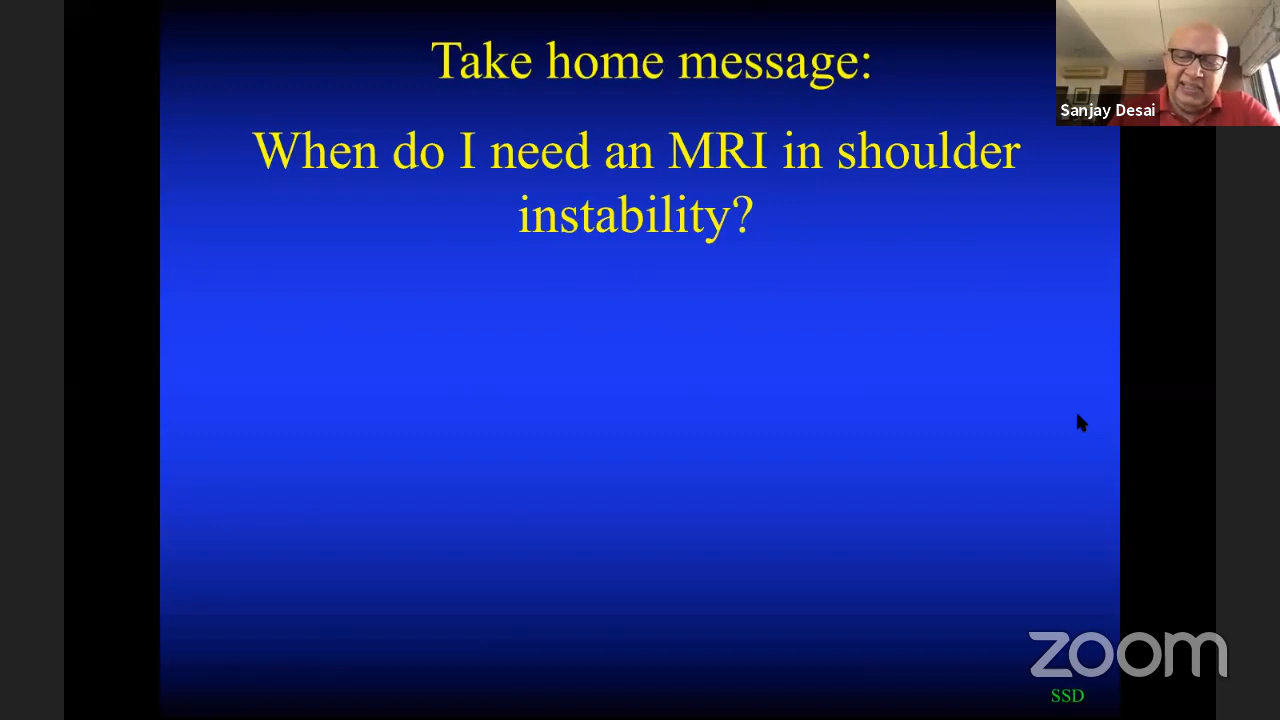 Take home message:
When do I need an MRI in shoulder
instability?
Sanjay Desai
zoom
SSD